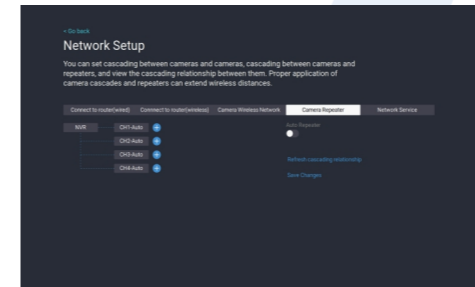 < Go back
Network Setup
You can set cascading between cameras and cameras, cascading between cameras and
repeaters, and view the cascading relationship between them. Proper application of
camera cascades and repeaters can extend wireless distances.
Connect to router(wired) Connnect to router(wireless) Camera Wireless Network Camera Repeater Network Service
NVR CH1-Auto
Auto Repeater
CH2-Auto
CH3-Auto
CH4-Auto
Refresh cascading relationship
Save Changes